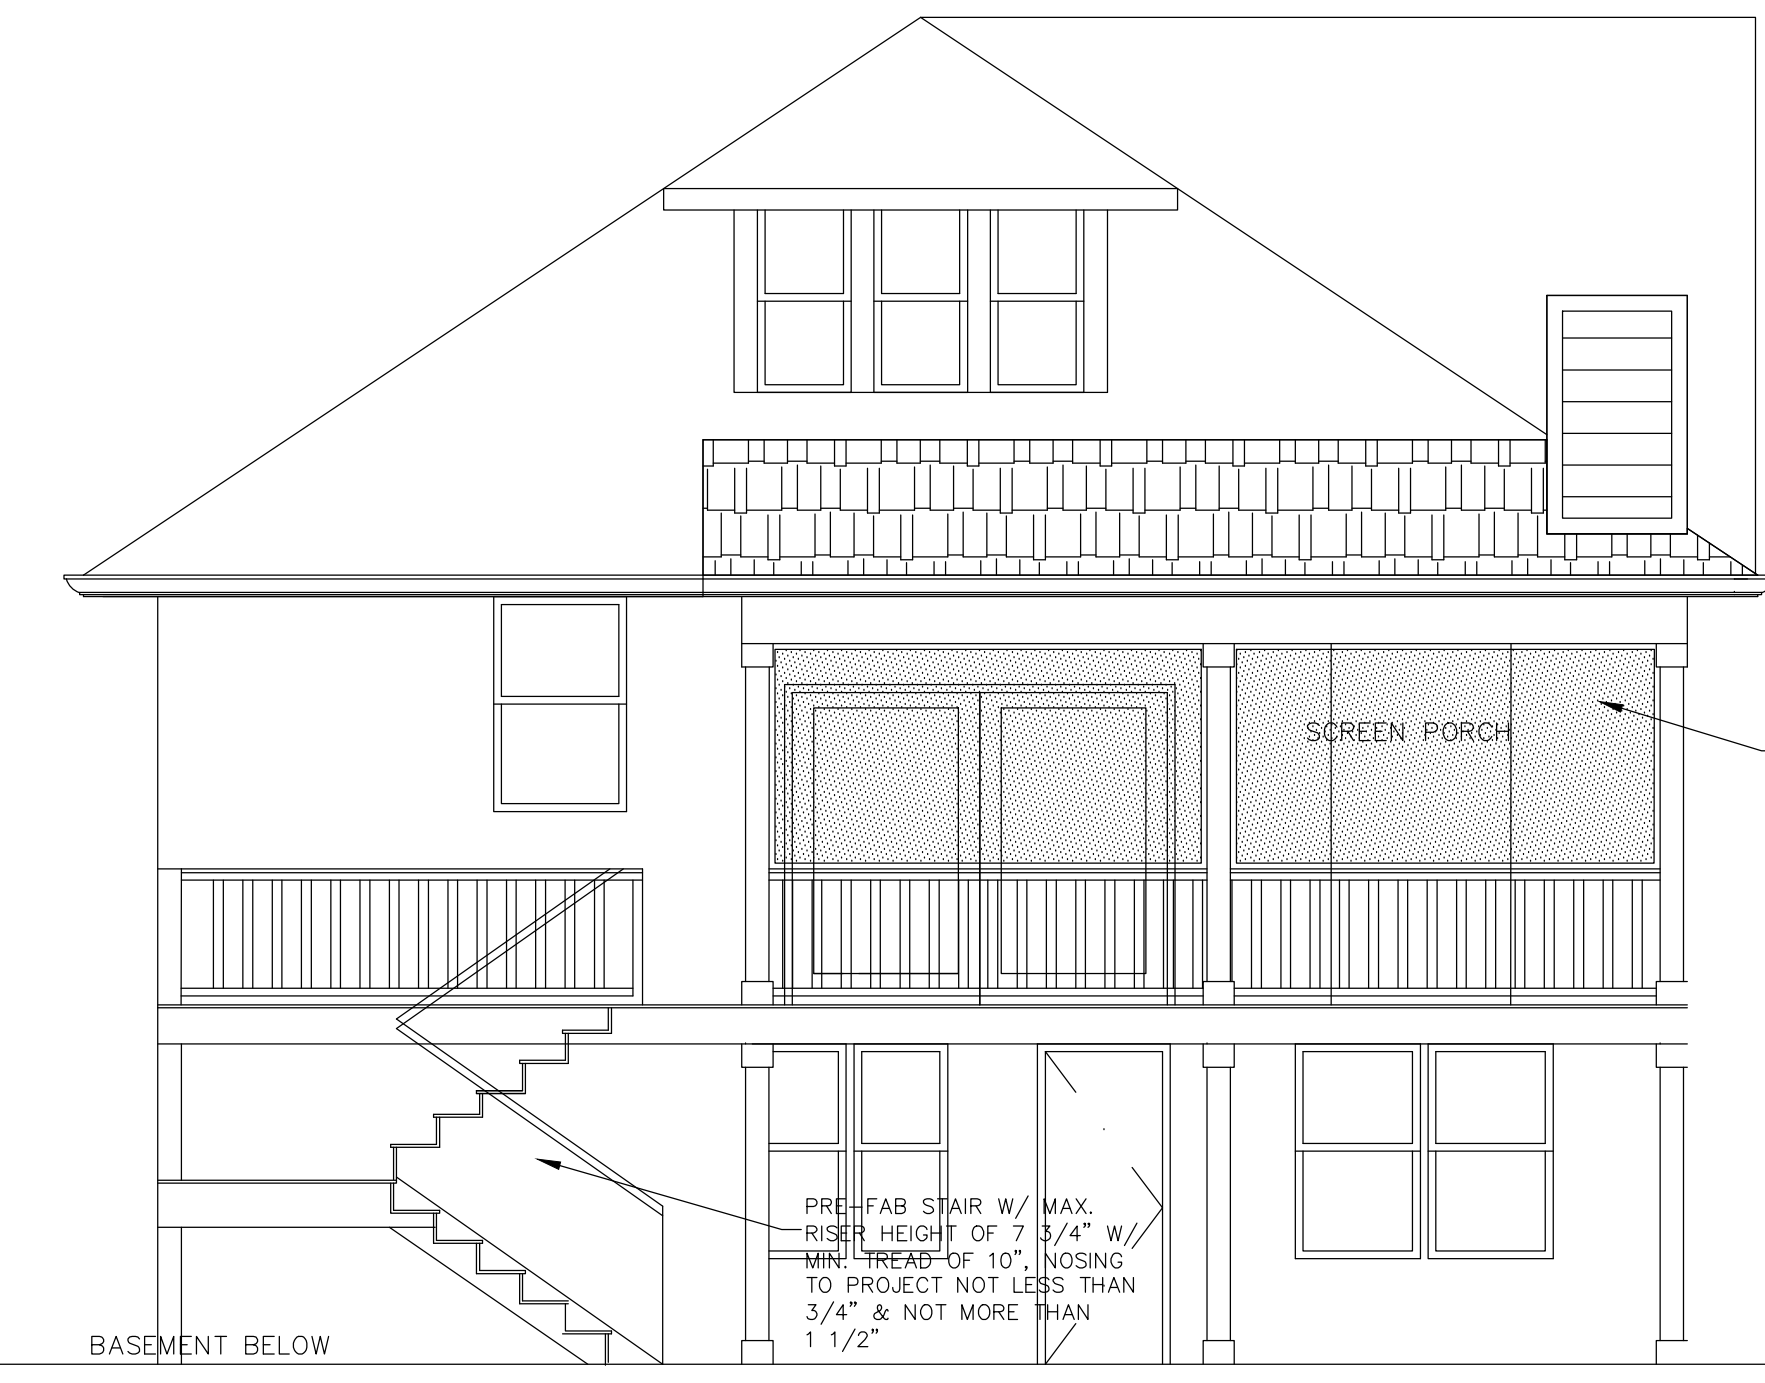 SCREEN PORCH
PRE-FAB STAIR W/ MAX.
RISER HEIGHT OF 7 3/4" W/
MIN. TREAD OF 10", NOSING
TO PROJECT NOT LESS THAN
3/4" & NOT MORE THAN
1 1/2"
BASEMENT BELOW